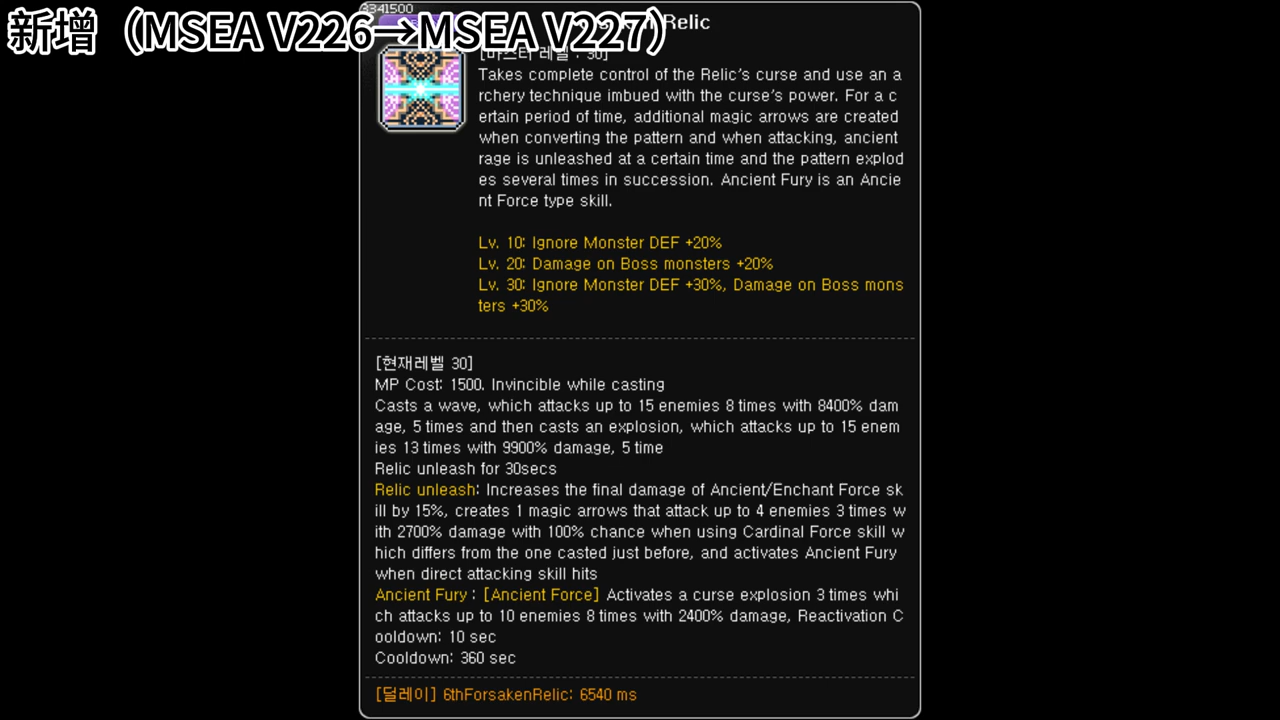 3341500
新增（MSEA V226→MSEA V227）
Relic
[마스터 레벨 : 30]
Takes complete control of the Relic's curse and use an a
rchery technique imbued with the curse's power. For a c
ertain period of time, additional magic arrows are created
when converting the pattern and when attacking, ancient
rage is unleashed at a certain time and the pattern explod
es several times in succession. Ancient Fury is an Ancie
nt Force type skill.
Lv. 10: Ignore Monster DEF +20%
Lv. 20: Damage on Boss monsters +20%
Lv. 30: Ignore Monster DEF +30%, Damage on Boss mons
ters +30%
[현재레벨 30]
MP Cost: 1500. Invincible while casting
Casts a wave, which attacks up to 15 enemies 8 times with 8400% dam
age, 5 times and then casts an explosion, which attacks up to 15 enem
ies 13 times with 9900% damage, 5 time
Relic unleash for 30secs
Relic unleash: Increases the final damage of Ancient/Enchant Force sk
ill by 15%, creates 1 magic arrows that attack up to 4 enemies 3 times w
ith 2700% damage with 100% chance when using Cardinal Force skill w
hich differs from the one casted just before, and activates Ancient Fury
when direct attacking skill hits
Ancient Fury : [Ancient Force] Activates a curse explosion 3 times whi
ch attacks up to 10 enemies 8 times with 2400% damage, Reactivation C
ooldown: 10 sec
Cooldown: 360 sec
[딜레이] 6thForsakenRelic: 6540 ms